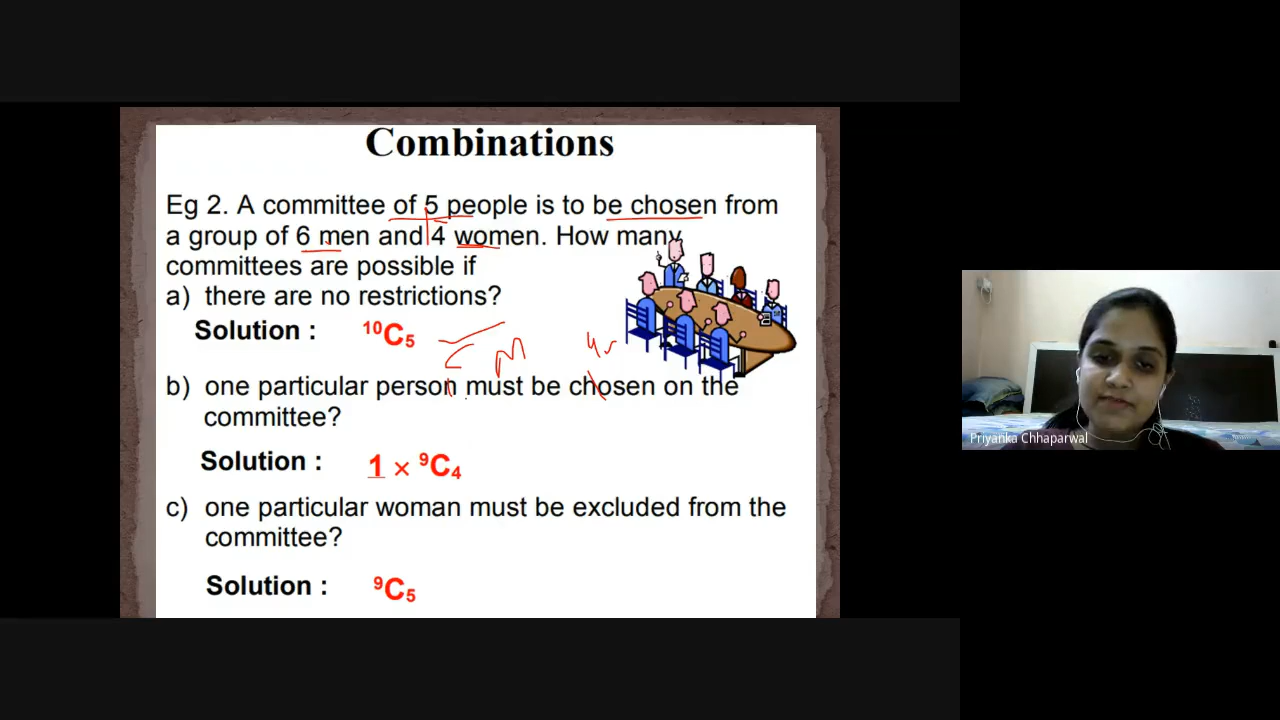 Combinations
Eg 2. A committee of 5 people is to be chosen from
a group of 6 men and 4 women. How many
committees are possible if
a) there are no restrictions?
Solution : ¹⁰C₅
M
b) one particular person must be chosen on the
committee?
Solution : 1 × ⁹C₄
c) one particular woman must be excluded from the
committee?
Solution : ⁹C₅
Priyanka Chhaparwal